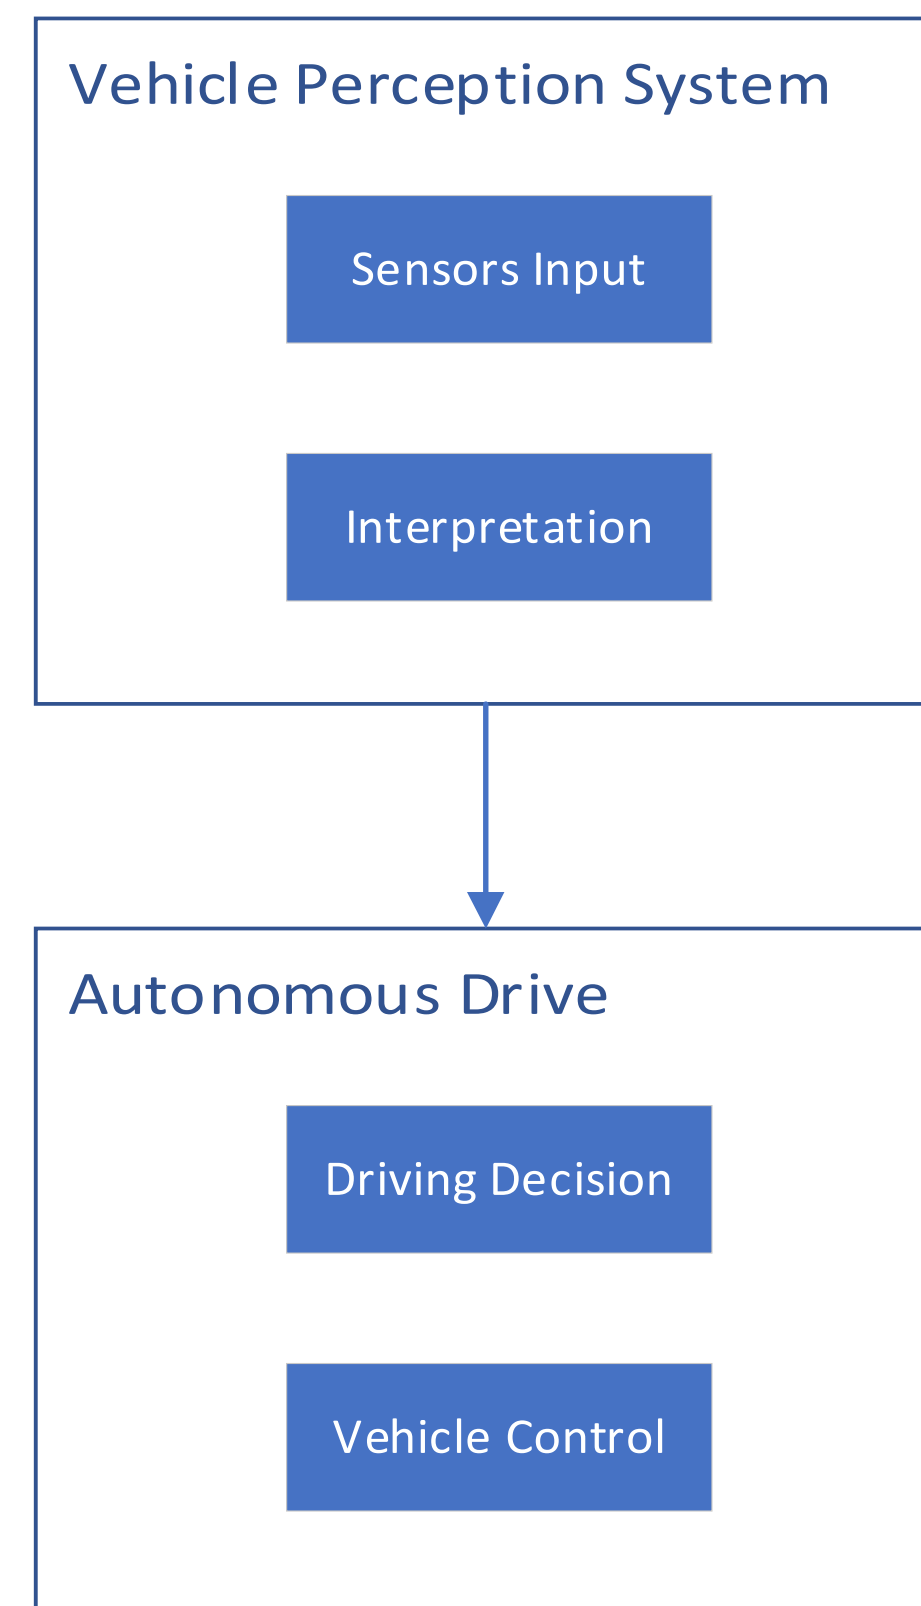 Vehicle Perception System
Sensors Input
Interpretation
Autonomous Drive
Driving Decision
Vehicle Control